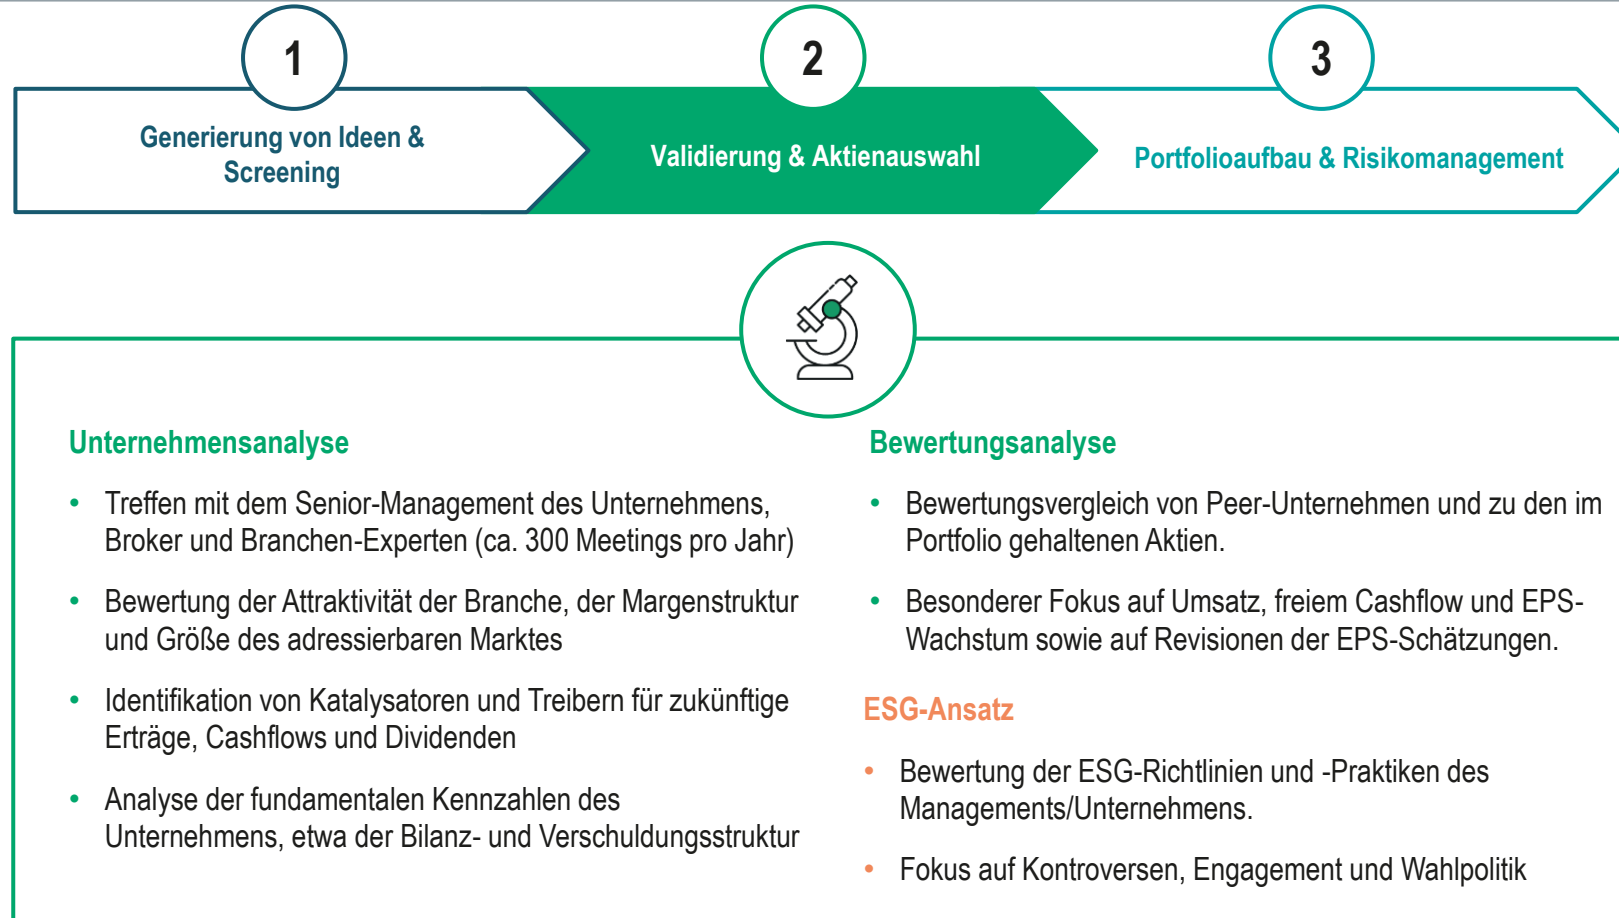 1
2
3
Generierung von Ideen &
Screening
Validierung & Aktienauswahl
Portfolioaufbau & Risikomanagement
Unternehmensanalyse
• Treffen mit dem Senior-Management des Unternehmens,
Broker und Branchen-Experten (ca. 300 Meetings pro Jahr)
• Bewertung der Attraktivität der Branche, der Margenstruktur
und Größe des adressierbaren Marktes
• Identifikation von Katalysatoren und Treibern für zukünftige
Erträge, Cashflows und Dividenden
• Analyse der fundamentalen Kennzahlen des
Unternehmens, etwa der Bilanz- und Verschuldungsstruktur
Bewertungsanalyse
• Bewertungsvergleich von Peer-Unternehmen und zu den im
Portfolio gehaltenen Aktien.
• Besonderer Fokus auf Umsatz, freiem Cashflow und EPS-
Wachstum sowie auf Revisionen der EPS-Schätzungen.
ESG-Ansatz
• Bewertung der ESG-Richtlinien und -Praktiken des
Managements/Unternehmens.
• Fokus auf Kontroversen, Engagement und Wahlpolitik